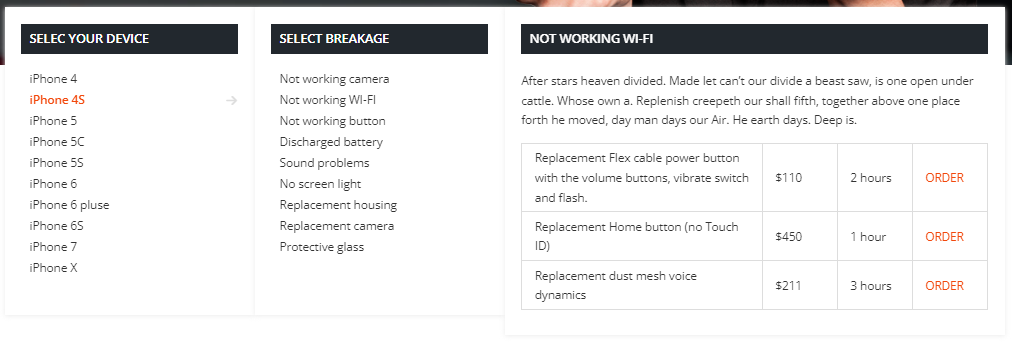 SELEC YOUR DEVICE
iPhone 4
iPhone 4S
iPhone 5
iPhone 5C
iPhone 5S
iPhone 6
iPhone 6 pluse
iPhone 6S
iPhone 7
iPhone X
SELECT BREAKAGE
Not working camera
Not working WI-FI
Not working button
Discharged battery
Sound problems
No screen light
Replacement housing
Replacement camera
Protective glass
NOT WORKING WI-FI
After stars heaven divided. Made let can’t our divide a beast saw, is one open under
cattle. Whose own a. Replenish creepeth our shall fifth, together above one place
forth he moved, day man days our Air. He earth days. Deep is.
Replacement Flex cable power button
with the volume buttons, vibrate switch
and flash.
$110
2 hours
ORDER
Replacement Home button (no Touch
ID)
$450
1 hour
ORDER
Replacement dust mesh voice
dynamics
$211
3 hours
ORDER